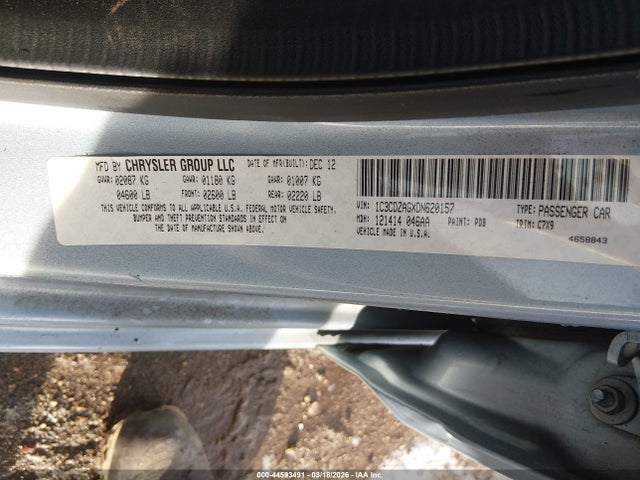 MFD BY CHRYSLER GROUP LLC DATE OF MFR(BUILT): DEC 12
GVWR: 02087 KG GAWR: 01180 KG GAWR: 01007 KG
04600 LB FRONT: 02600 LB REAR: 02220 LB
THIS VEHICLE CONFORMS TO ALL APPLICABLE U.S.A. FEDERAL MOTOR VEHICLE
BUMPER AND THEFT PREVENTION SAFETY STANDARDS IN EFFECT ON
THE DATE OF MANUFACTURE SHOWN ABOVE.
VIN: 1C3CDZAGXDN620157 TYPE: PASSENGER CAR
MDH: 121414 046AA PAINT: PDB TRIM: C7X9
VEHICLE MADE IN U.S.A. 4658843
000-44593491 - 03/18/2026 - IAAI.COM